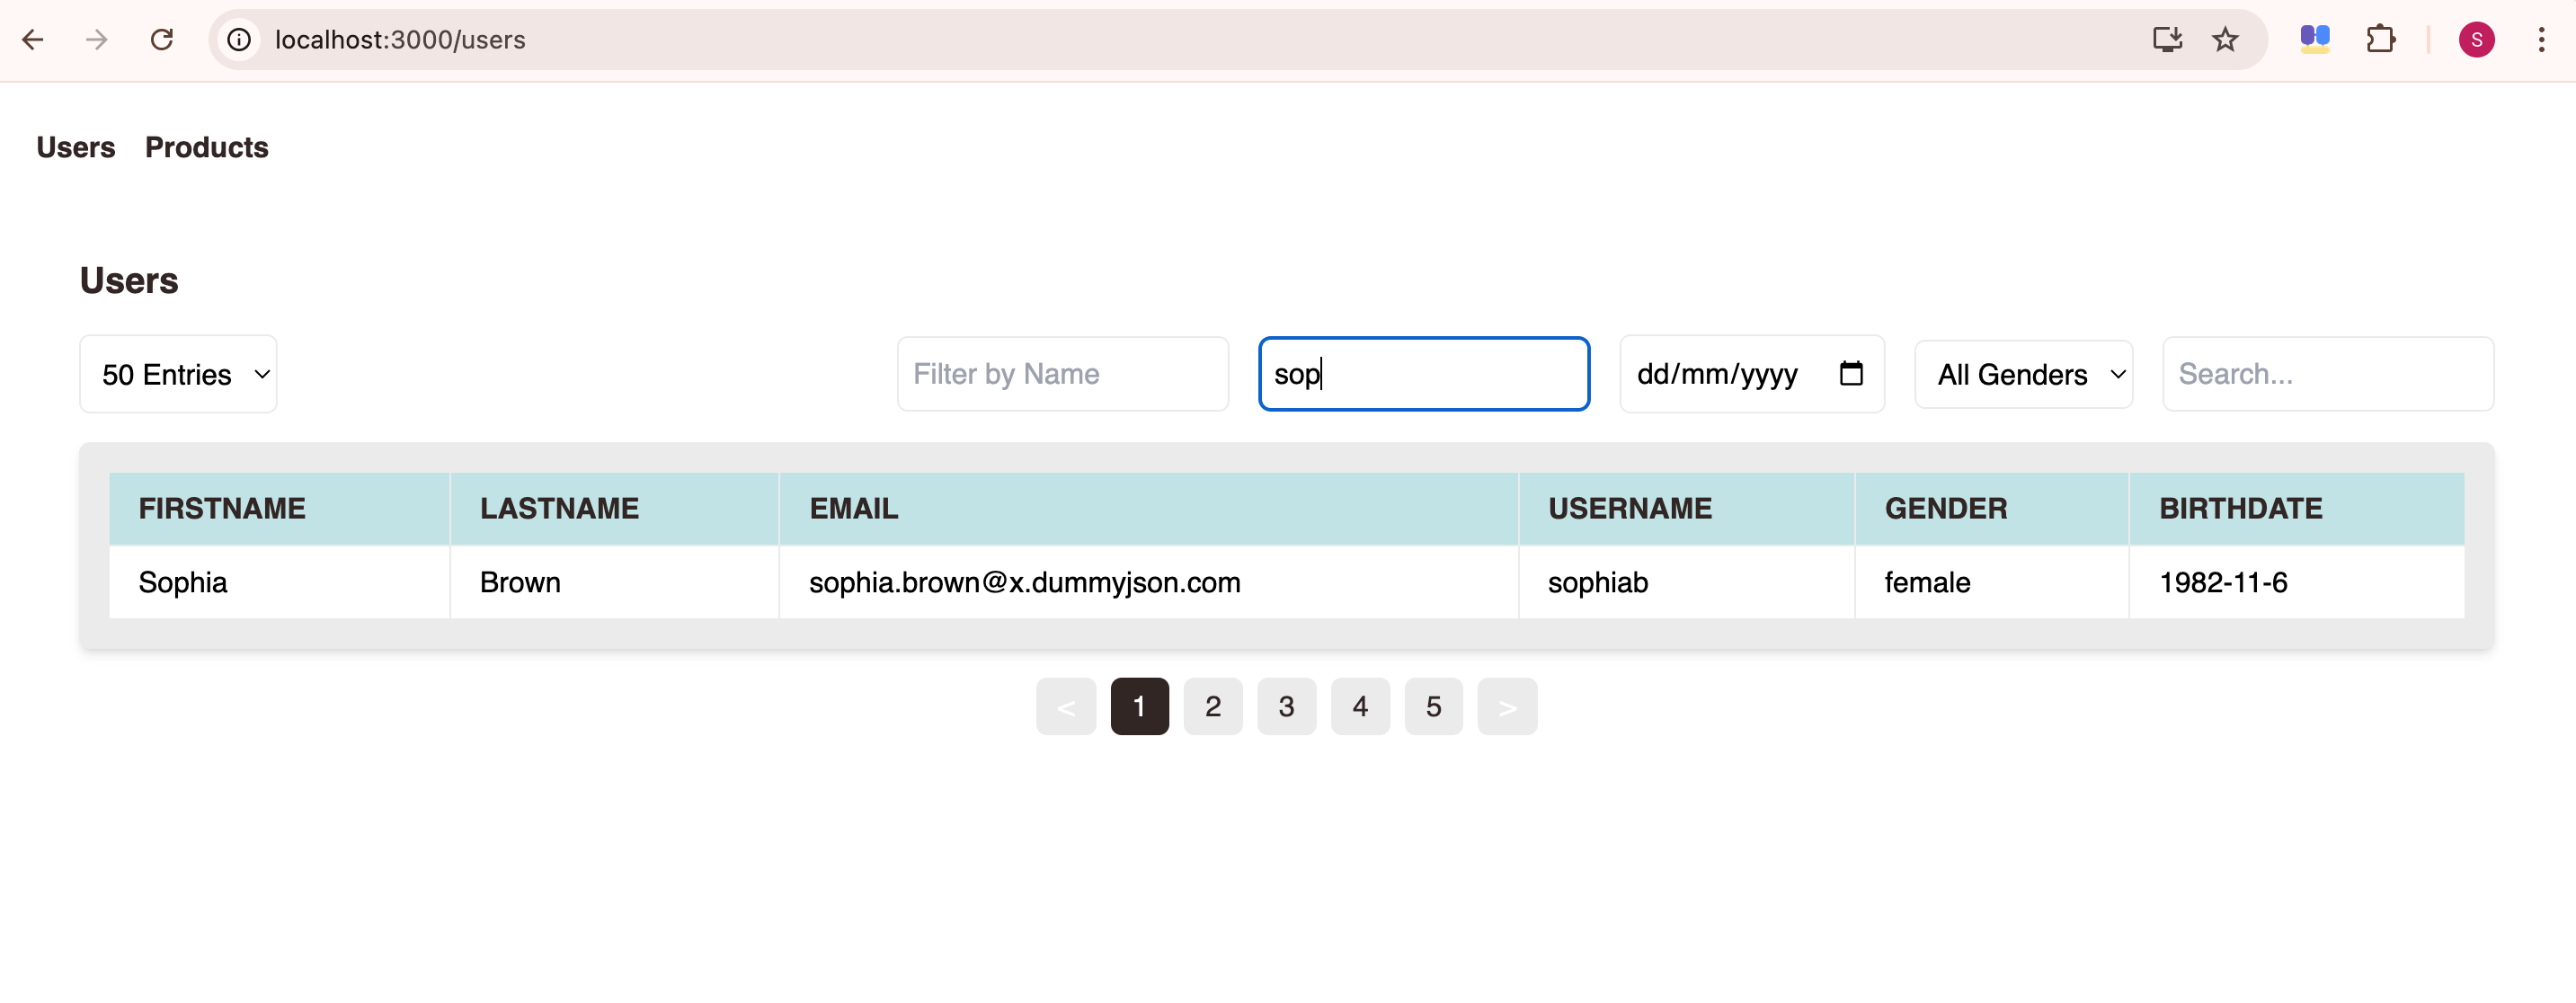 localhost:3000/users
S
Users Products
Users
50 Entries Filter by Name sop dd/mm/yyyy All Genders Search...
FIRSTNAME LASTNAME EMAIL USERNAME GENDER BIRTHDATE
Sophia Brown sophia.brown@x.dummyjson.com sophiab female 1982-11-6
< 1 2 3 4 5 >